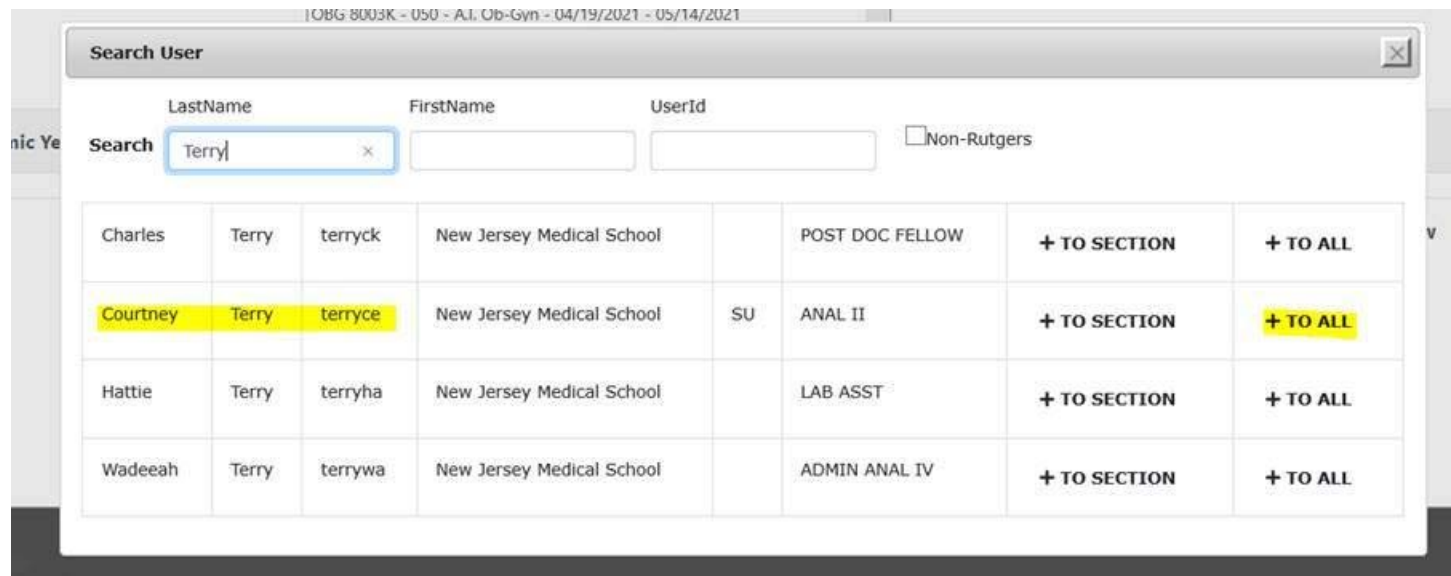 OBG 8003K - 050 - A.I. Ob-Gyn - 04/19/2021 - 05/14/2021
Search User
LastName FirstName UserId
nic Ye Search Terry × Non-Rutgers
Charles Terry terryck New Jersey Medical School POST DOC FELLOW + TO SECTION + TO ALL
Courtney Terry terryce New Jersey Medical School SU ANAL II + TO SECTION + TO ALL
Hattie Terry terryha New Jersey Medical School LAB ASST + TO SECTION + TO ALL
Wadeeah Terry terrywa New Jersey Medical School ADMIN ANAL IV + TO SECTION + TO ALL